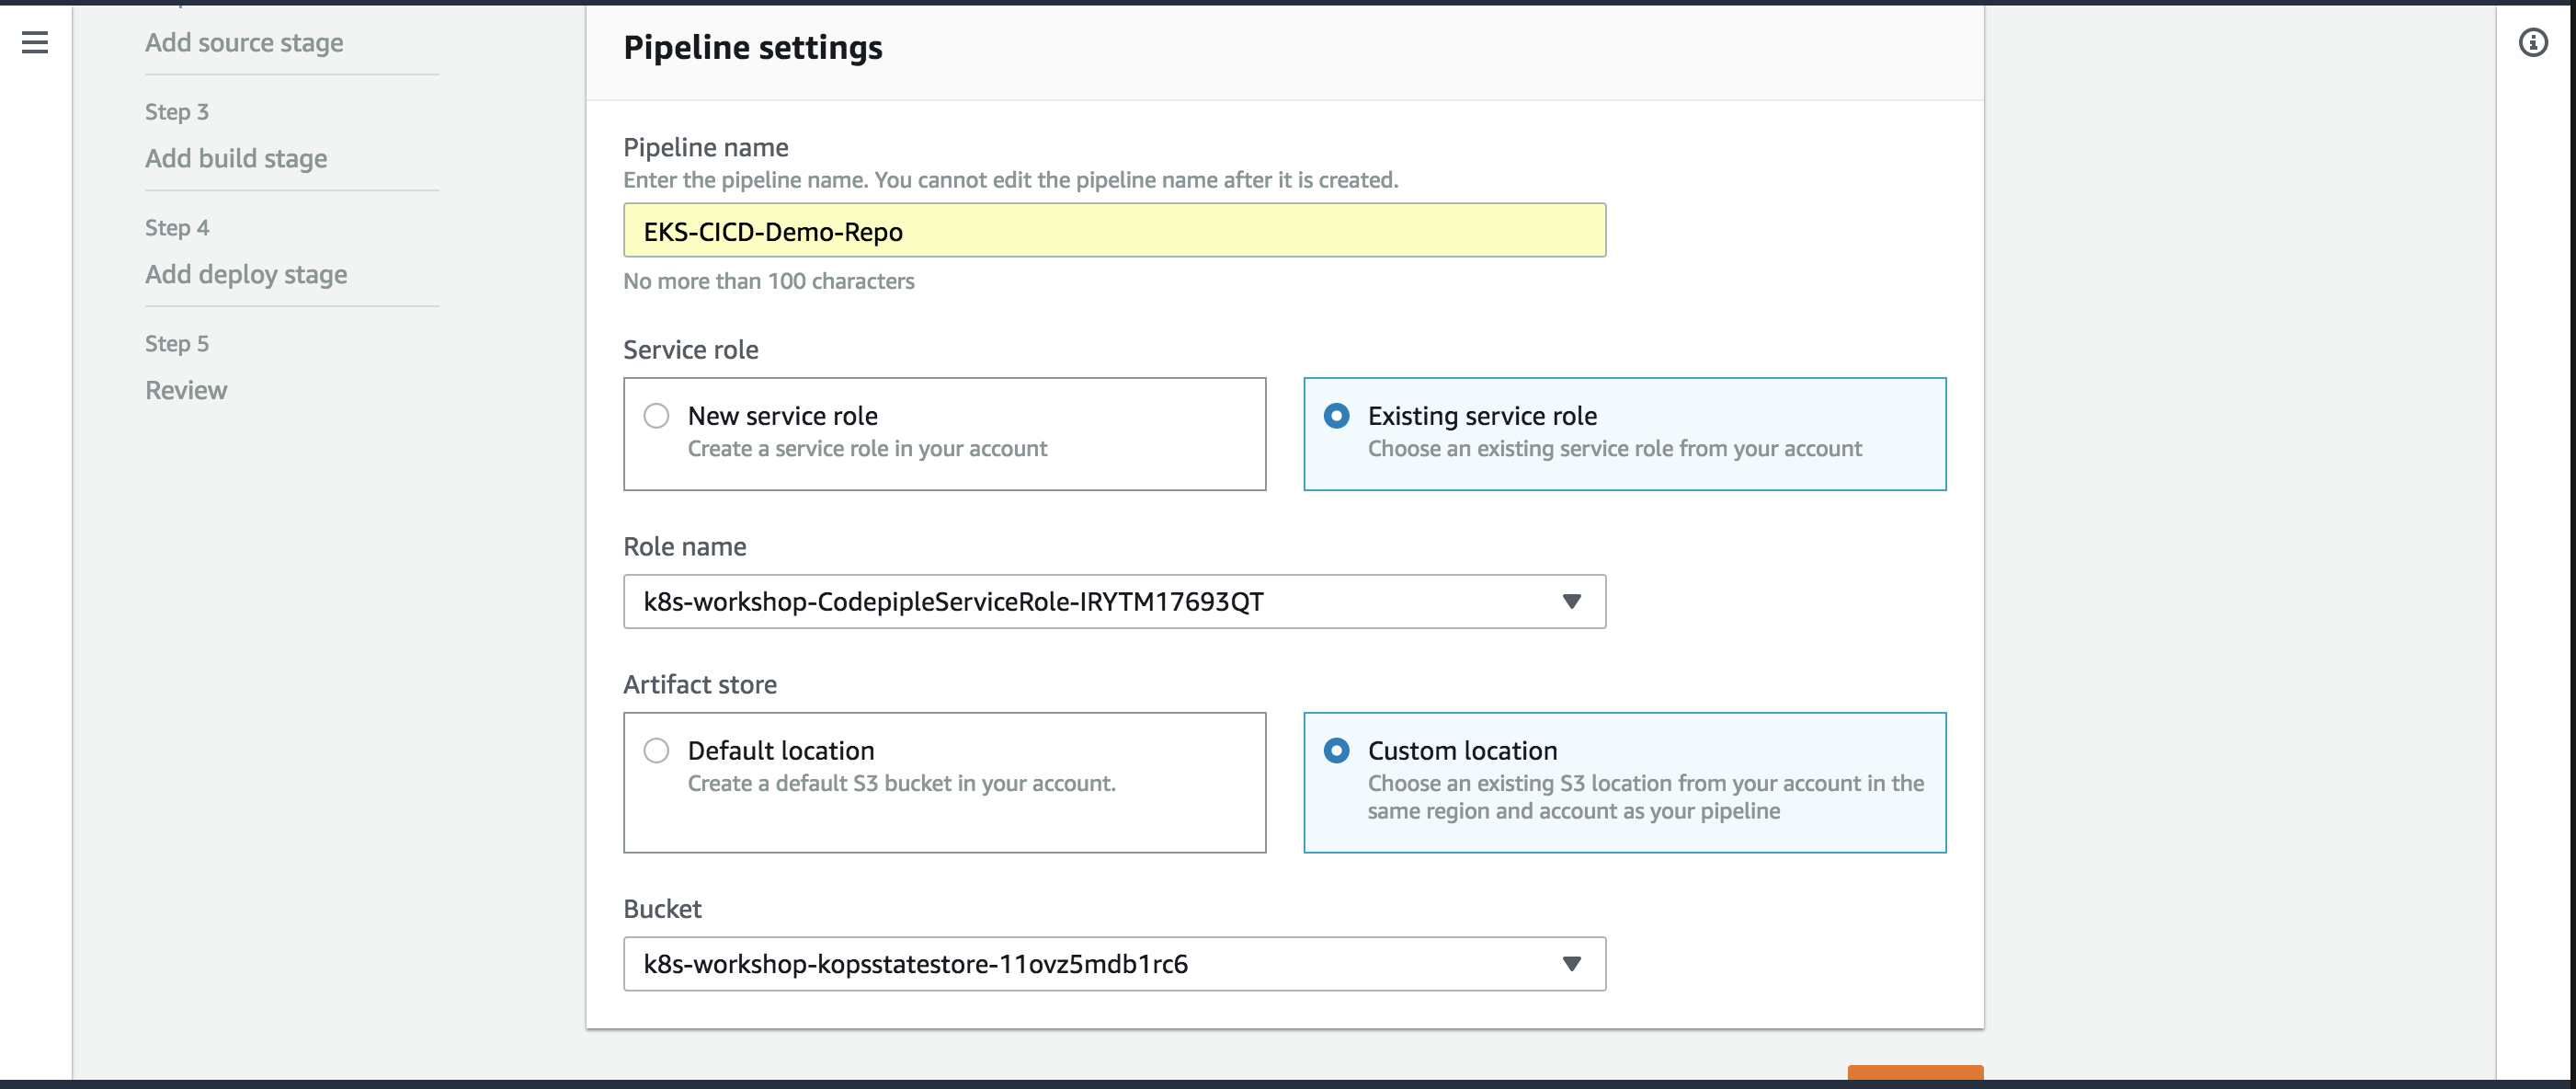 Add source stage
Step 3
Add build stage
Step 4
Add deploy stage
Step 5
Review
Pipeline settings
Pipeline name
Enter the pipeline name. You cannot edit the pipeline name after it is created.
EKS-CICD-Demo-Repo
No more than 100 characters
Service role
New service role
Create a service role in your account
Existing service role
Choose an existing service role from your account
Role name
k8s-workshop-CodepipleServiceRole-IRYTM17693QT
Artifact store
Default location
Create a default S3 bucket in your account.
Custom location
Choose an existing S3 location from your account in the
same region and account as your pipeline
Bucket
k8s-workshop-kopsstatestore-11ovz5mdb1rc6